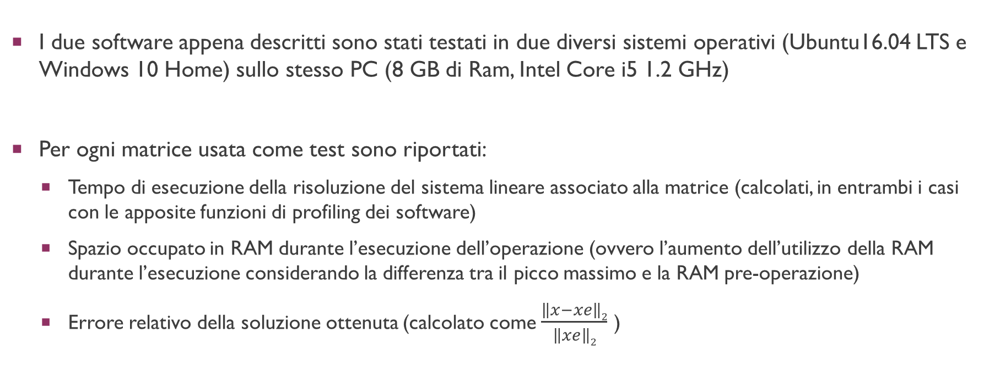 ▪ I due software appena descritti sono stati testati in due diversi sistemi operativi (Ubuntu16.04 LTS e
Windows 10 Home) sullo stesso PC (8 GB di Ram, Intel Core i5 1.2 GHz)
▪ Per ogni matrice usata come test sono riportati:
▪ Tempo di esecuzione della risoluzione del sistema lineare associato alla matrice (calcolati, in entrambi i casi
con le apposite funzioni di profiling dei software)
▪ Spazio occupato in RAM durante l’esecuzione dell’operazione (ovvero l’aumento dell’utilizzo della RAM
durante l’esecuzione considerando la differenza tra il picco massimo e la RAM pre-operazione)
▪ Errore relativo della soluzione ottenuta (calcolato come ‖x−xe‖₂ / ‖xe‖₂ )